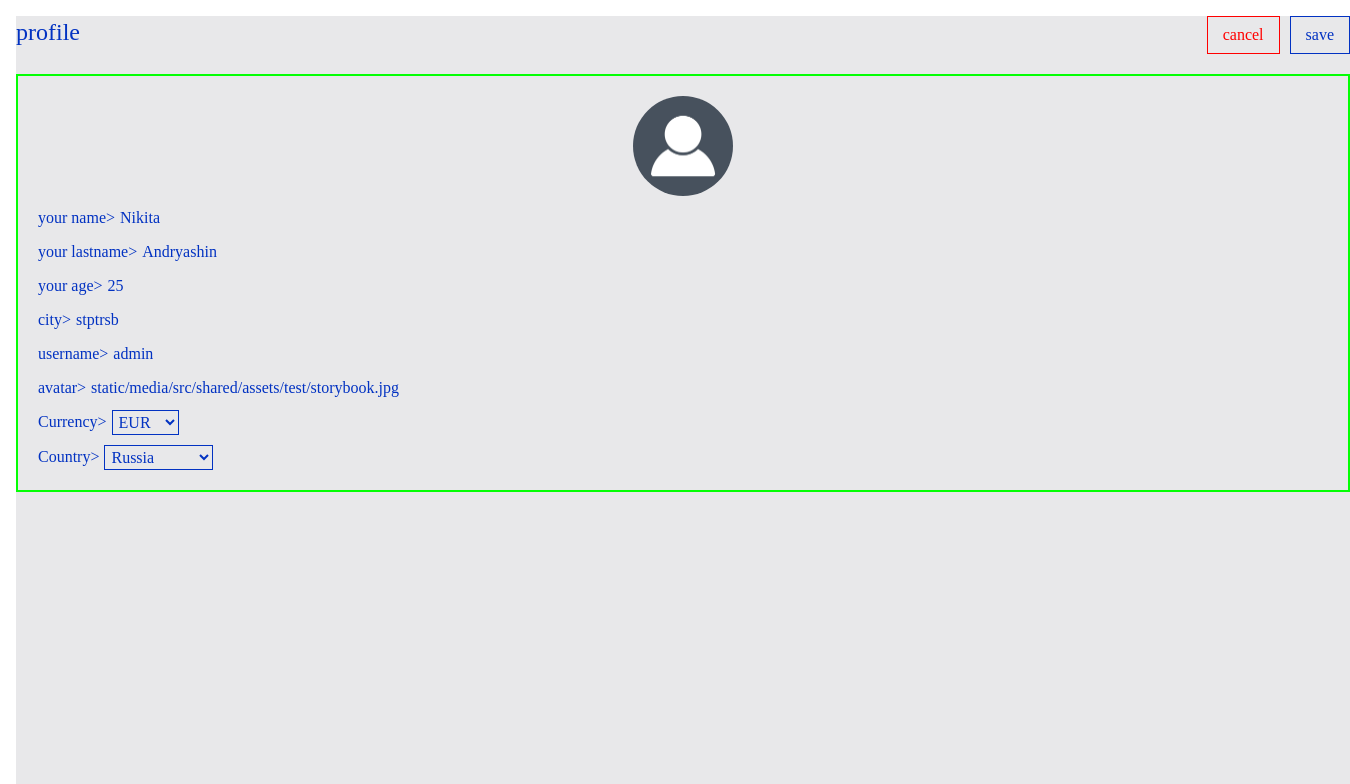 profile
cancel
save
your name> Nikita
your lastname> Andryashin
your age> 25
city> stptrsb
username> admin
avatar> static/media/src/shared/assets/test/storybook.jpg
Currency> EUR
Country> Russia